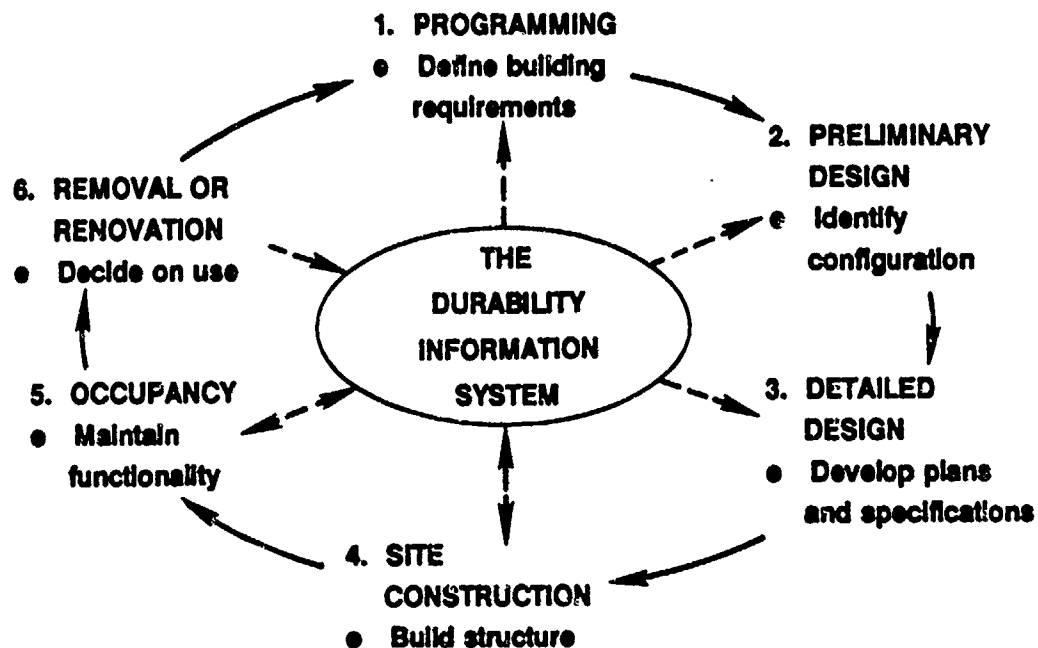 1. PROGRAMMING
● Define building
requirements
2. PRELIMINARY
DESIGN
● Identify
configuration
3. DETAILED
DESIGN
● Develop plans
and specifications
4. SITE
CONSTRUCTION
● Build structure
5. OCCUPANCY
● Maintain
functionality
6. REMOVAL OR
RENOVATION
● Decide on use
THE
DURABILITY
INFORMATION
SYSTEM